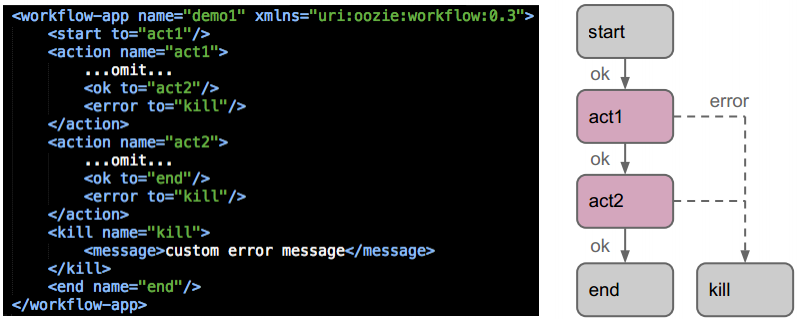 <workflow-app name="demo1" xmlns="uri:oozie:workflow:0.3">
    <start to="act1"/>
    <action name="act1">
        ...omit...
        <ok to="act2"/>
        <error to="kill"/>
    </action>
    <action name="act2">
        ...omit...
        <ok to="end"/>
        <error to="kill"/>
    </action>
    <kill name="kill">
        <message>custom error message</message>
    </kill>
    <end name="end"/>
</workflow-app>
start
ok
act1
error
ok
act2
ok
end
kill